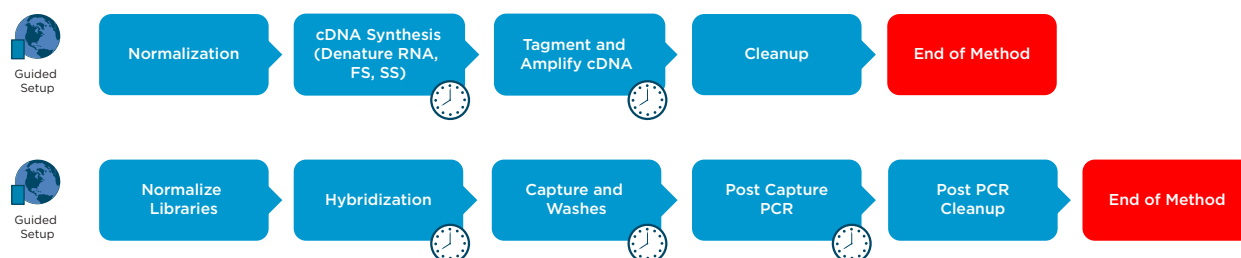 Guided
Setup
Normalization
cDNA Synthesis
(Denature RNA,
FS, SS)
Tagment and
Amplify cDNA
Cleanup
End of Method
Guided
Setup
Normalize
Libraries
Hybridization
Capture and
Washes
Post Capture
PCR
Post PCR
Cleanup
End of Method